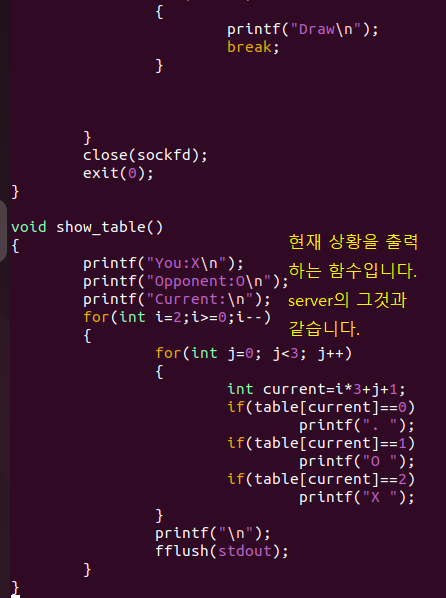 {
printf("Draw\n");
break;
}
}
close(sockfd);
exit(0);
}
void show_table()
{
printf("You:X\n");
printf("Opponent:O\n");
printf("Current:\n");
for(int i=2;i>=0;i--)
{
for(int j=0; j<3; j++)
{
int current=i*3+j+1;
if(table[current]==0)
printf(". ");
if(table[current]==1)
printf("O ");
if(table[current]==2)
printf("X ");
}
printf("\n");
fflush(stdout);
}
}
현재 상황을 출력
하는 함수입니다.
server의 그것과
같습니다.